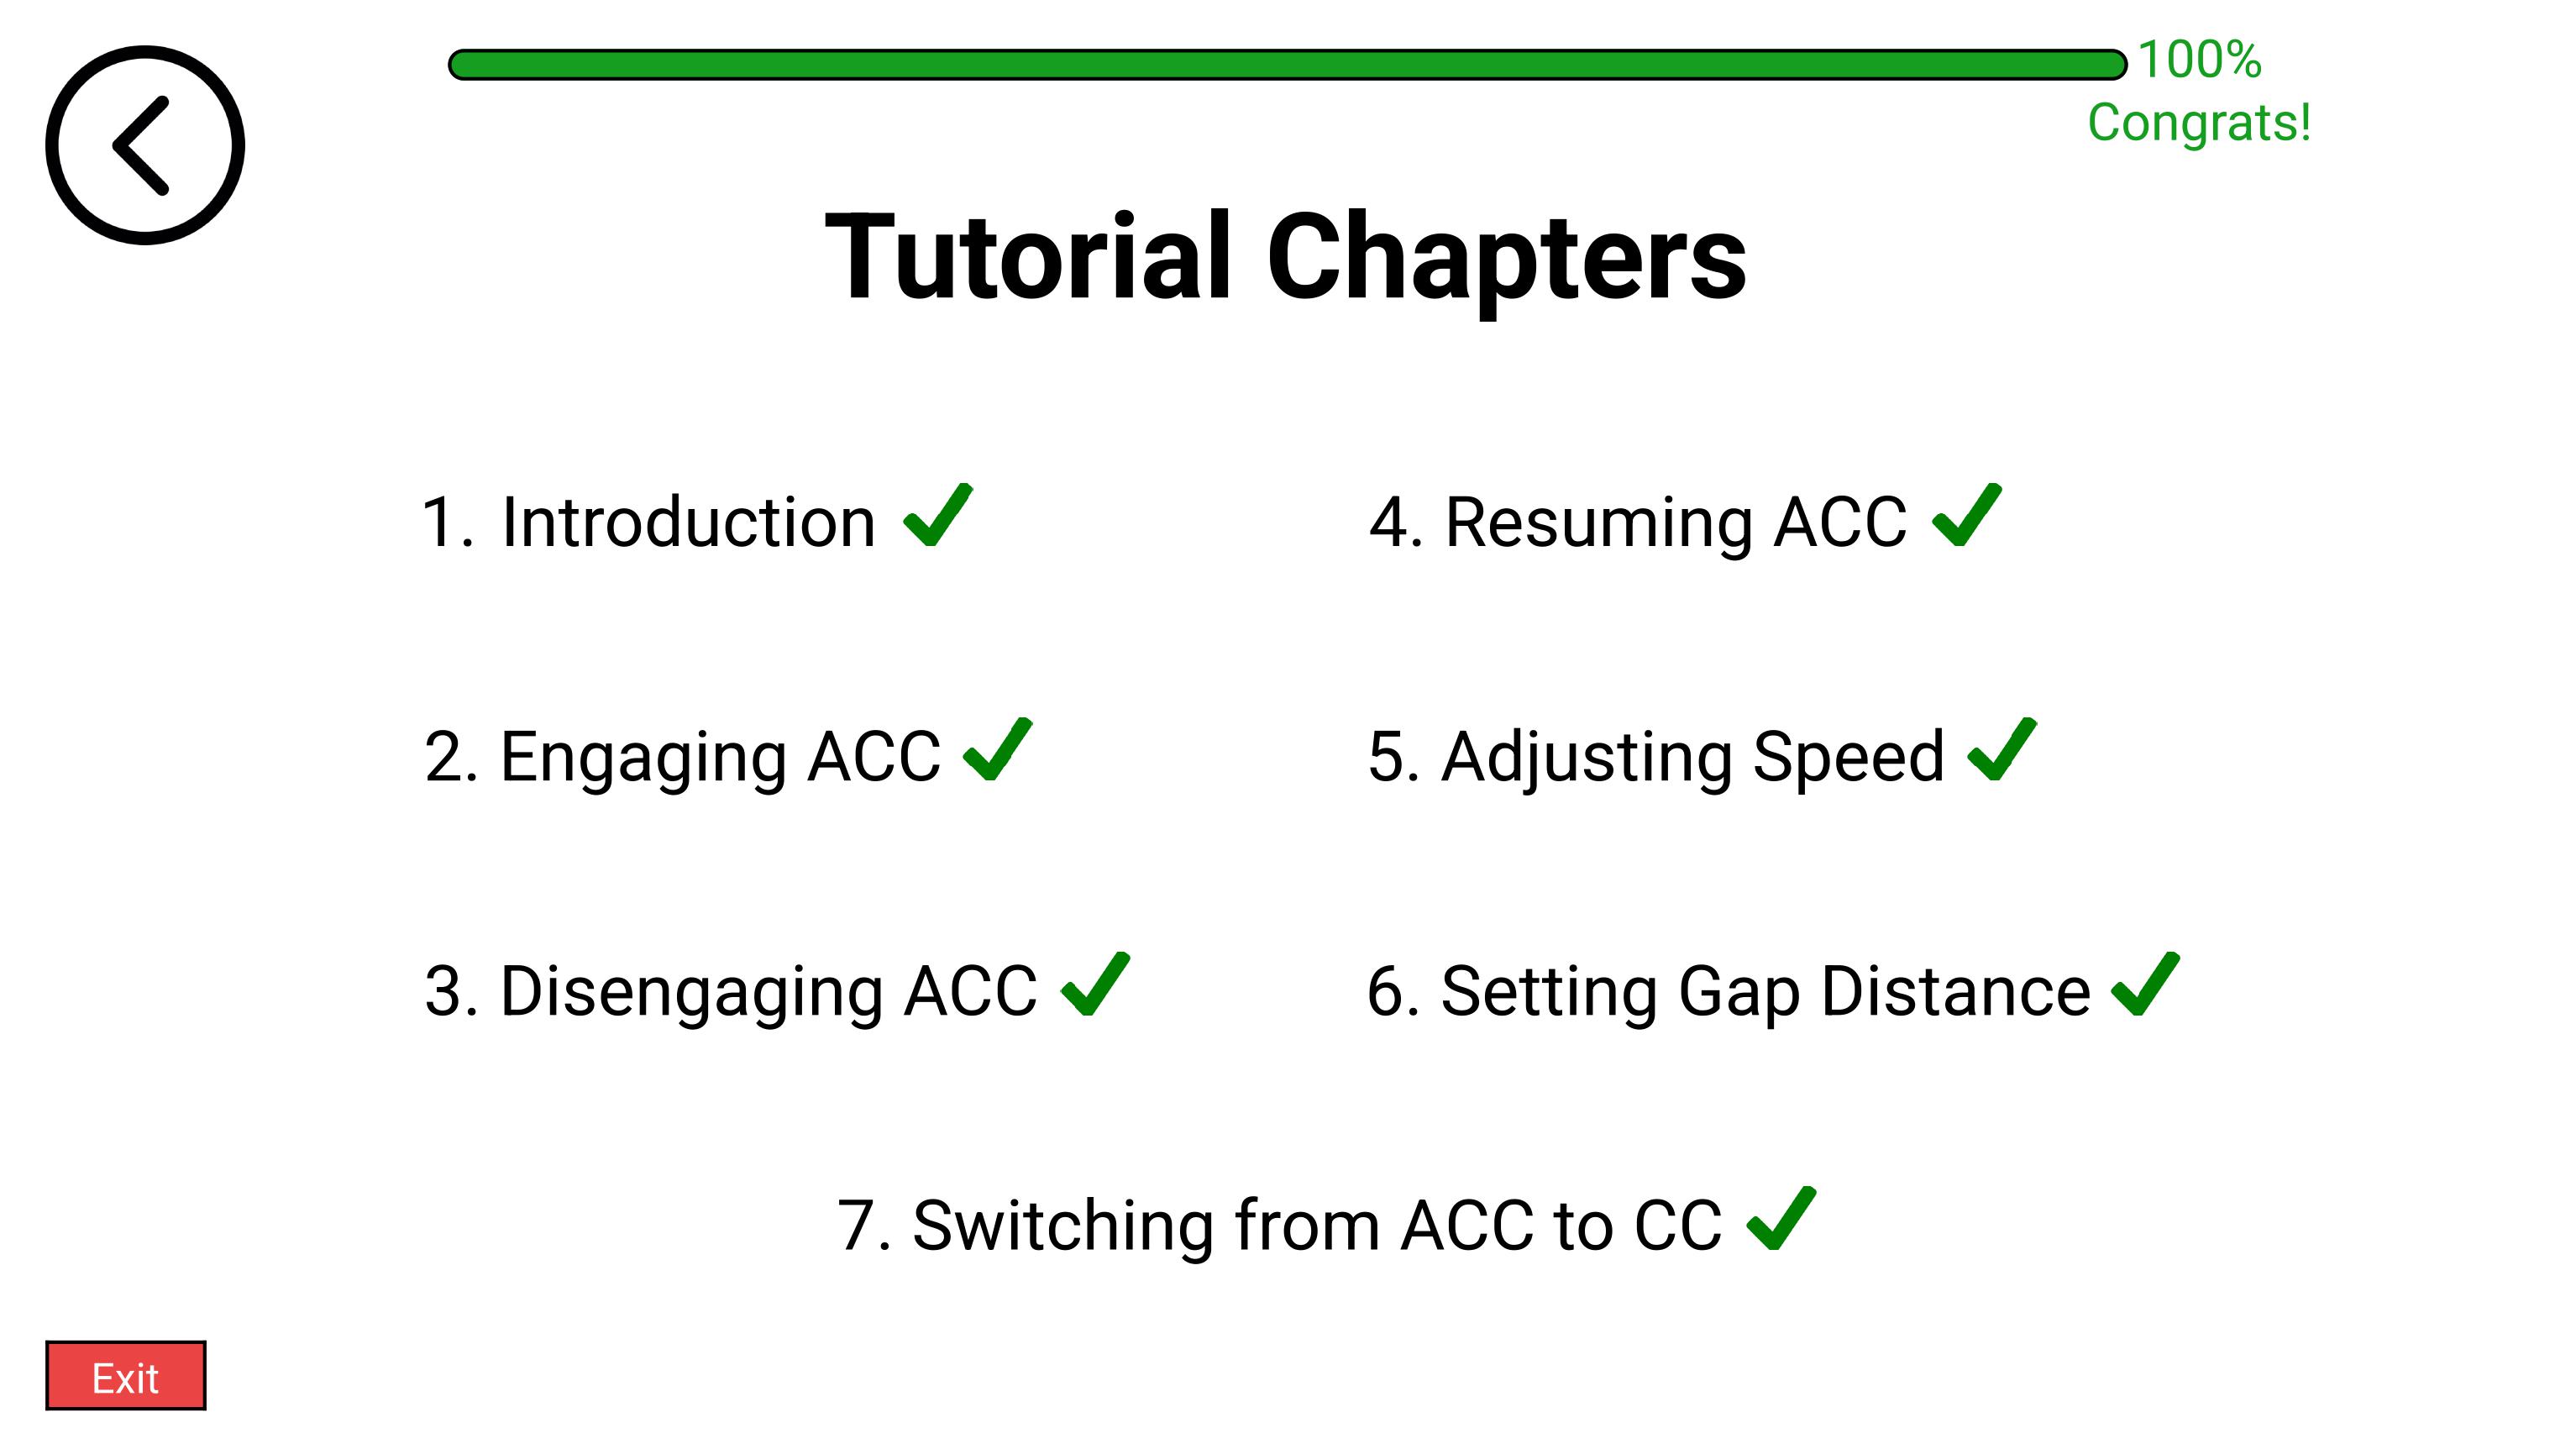 100%
Congrats!
Tutorial Chapters
1. Introduction
2. Engaging ACC
3. Disengaging ACC
4. Resuming ACC
5. Adjusting Speed
6. Setting Gap Distance
7. Switching from ACC to CC
Exit